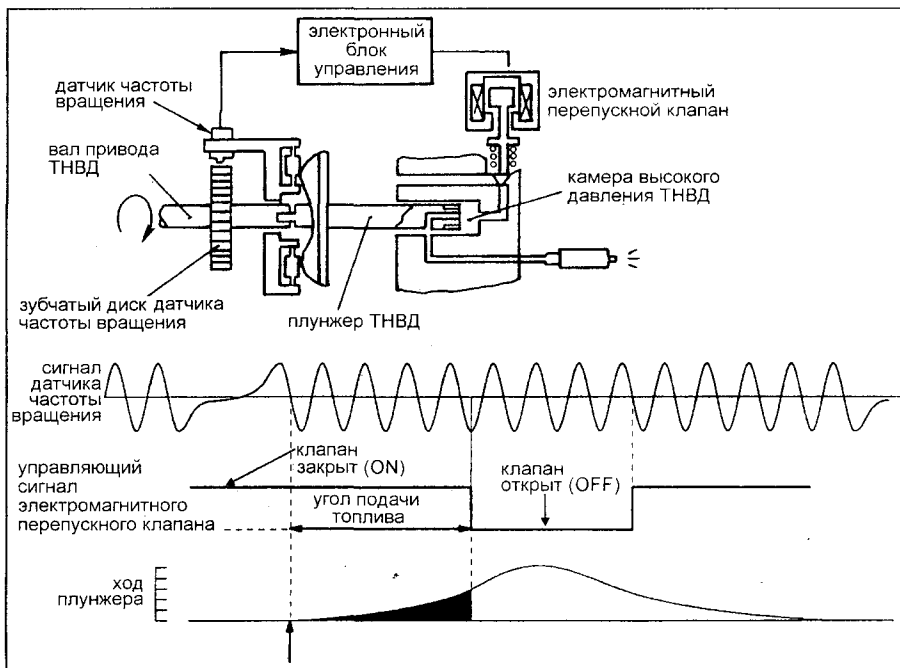 электронный
блок
управления
датчик частоты
вращения
электромагнитный
перепускной клапан
вал привода
ТНВД
камера высокого
давления ТНВД
зубчатый диск датчика
частоты вращения
плунжер ТНВД
сигнал
датчика
частоты
вращения
клапан
закрыт (ON)
клапан
открыт (OFF)
управляющий
сигнал
электромагнитного
перепускного клапана
угол подачи
топлива
ход
плунжера